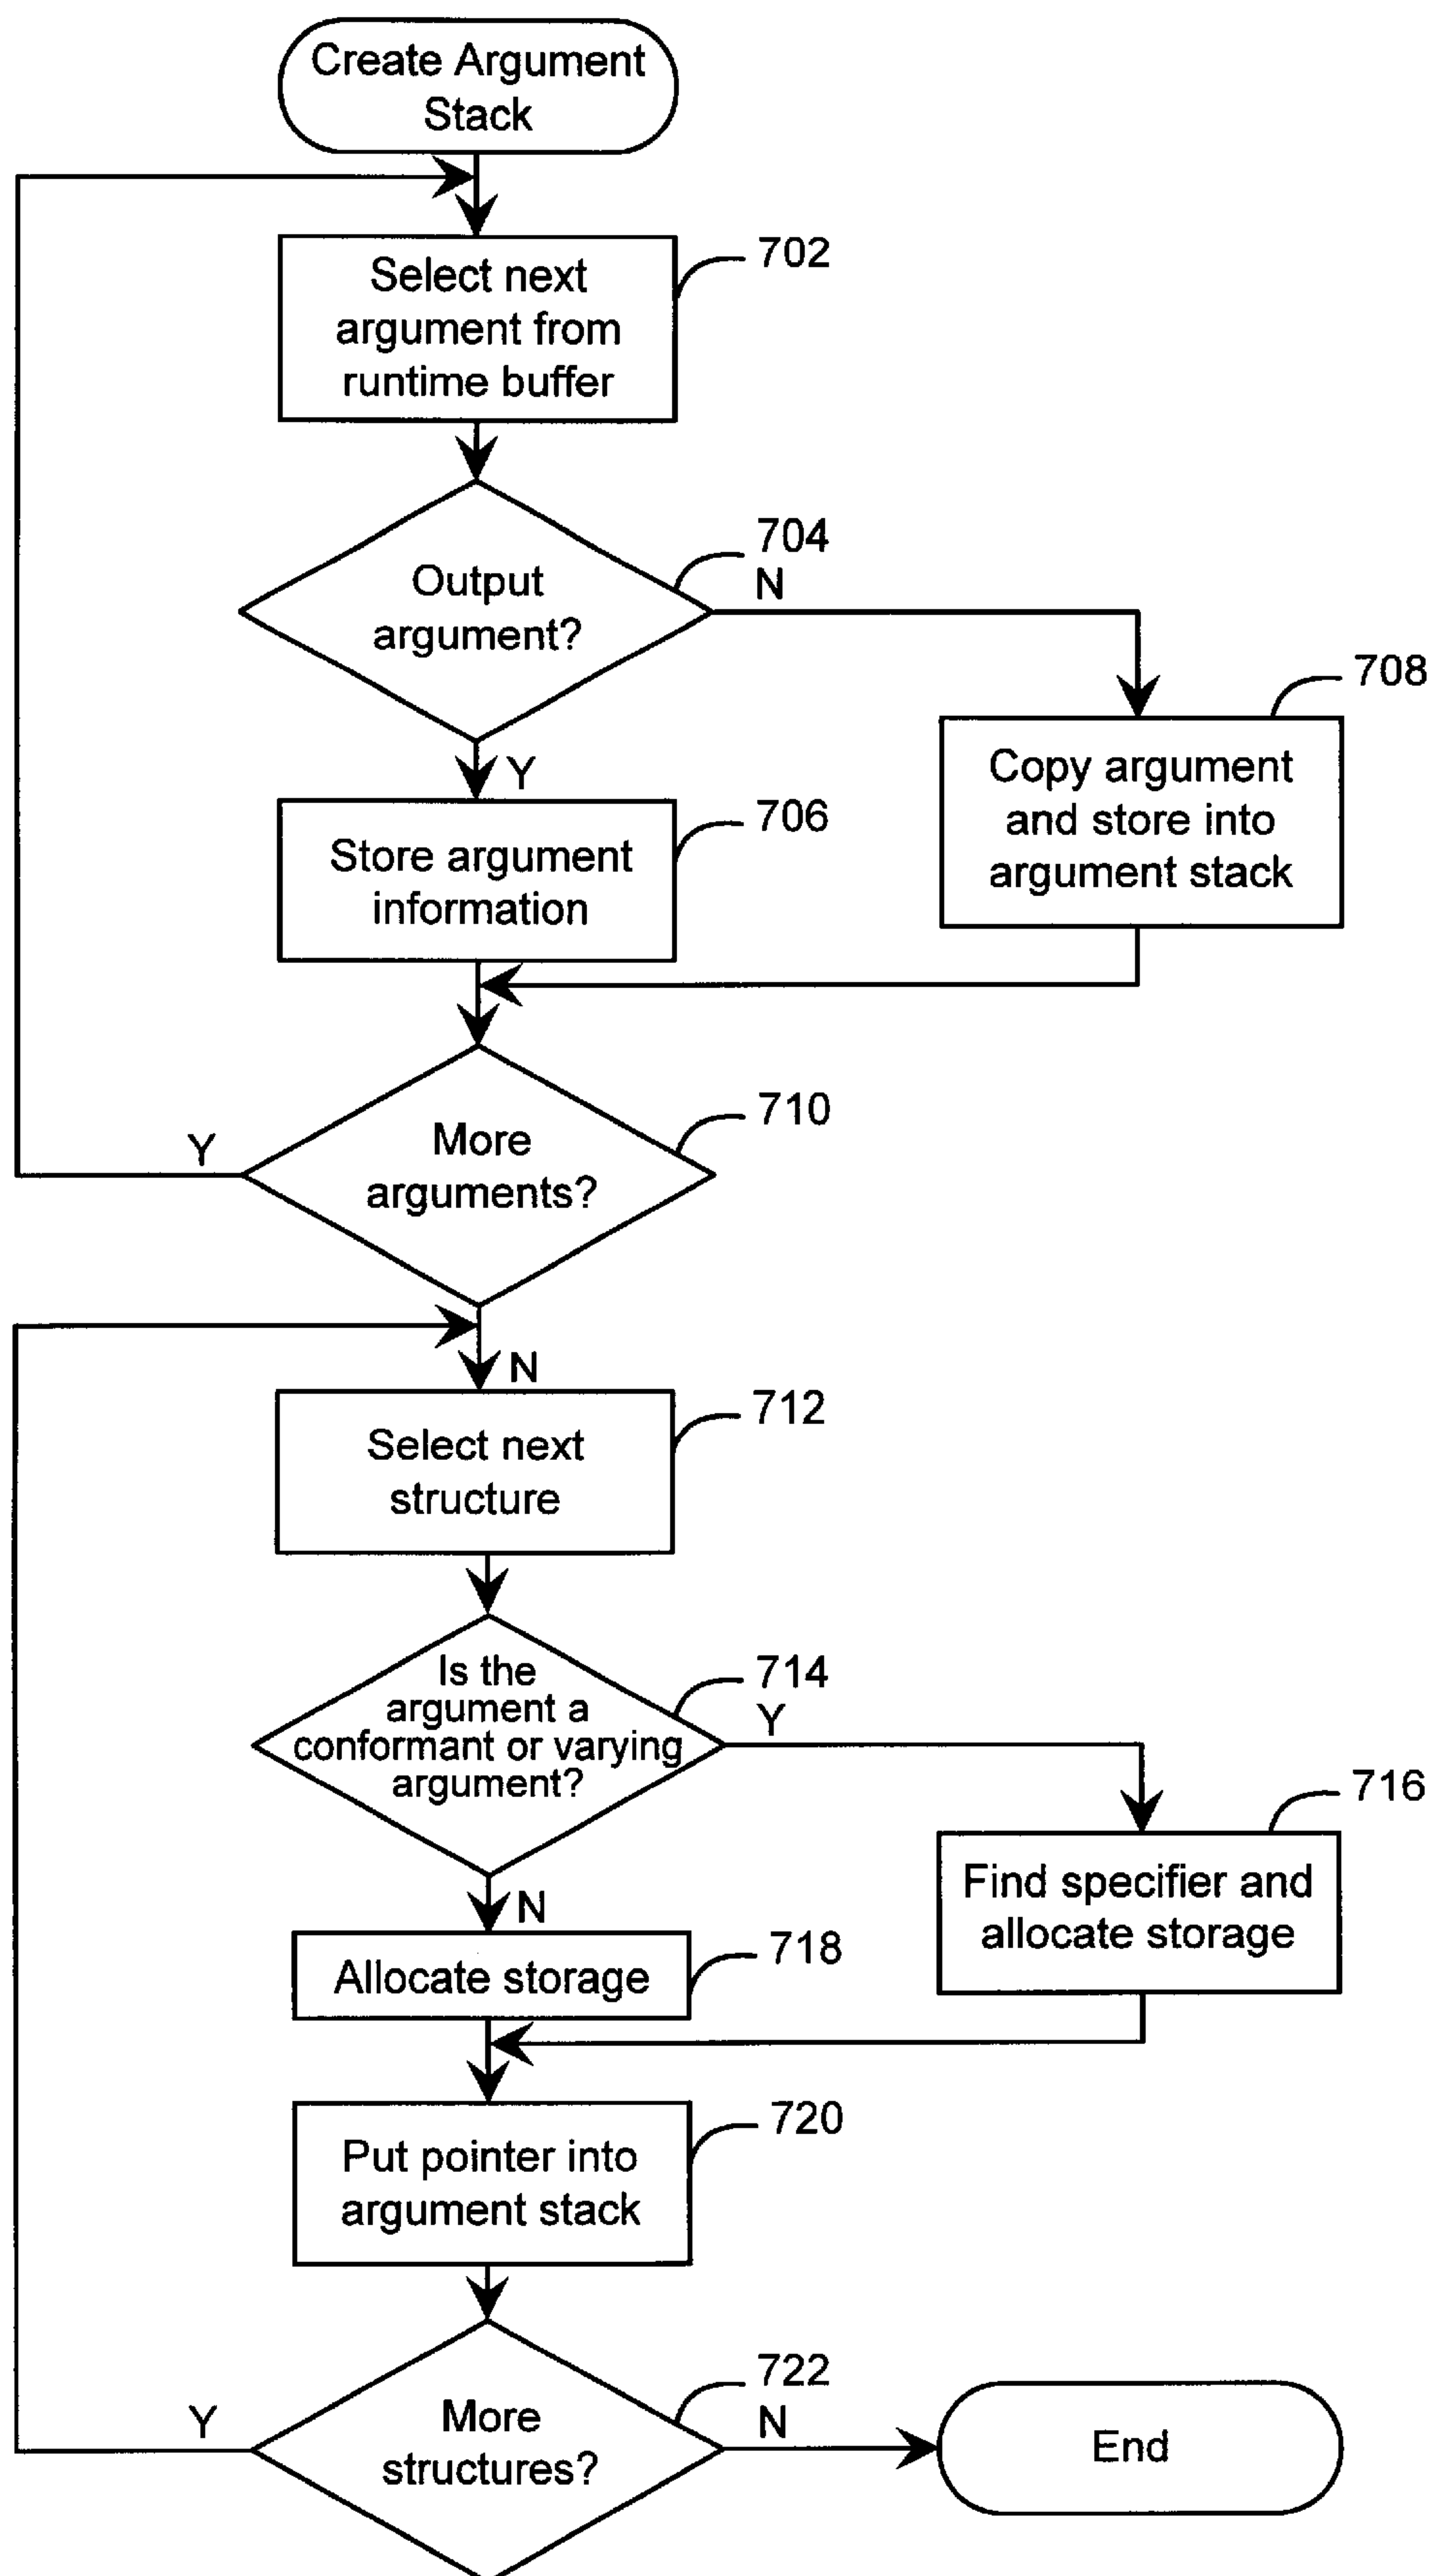 Create Argument
Stack
702
Select next
argument from
runtime buffer
704
N
Output
argument?
708
Y
Copy argument
and store into
argument stack
706
Store argument
information
710
Y
More
arguments?
N
712
Select next
structure
714
Y
Is the
argument a
conformant or varying
argument?
716
N
Find specifier and
allocate storage
718
Allocate storage
720
Put pointer into
argument stack
722
Y
N
More
structures?
End